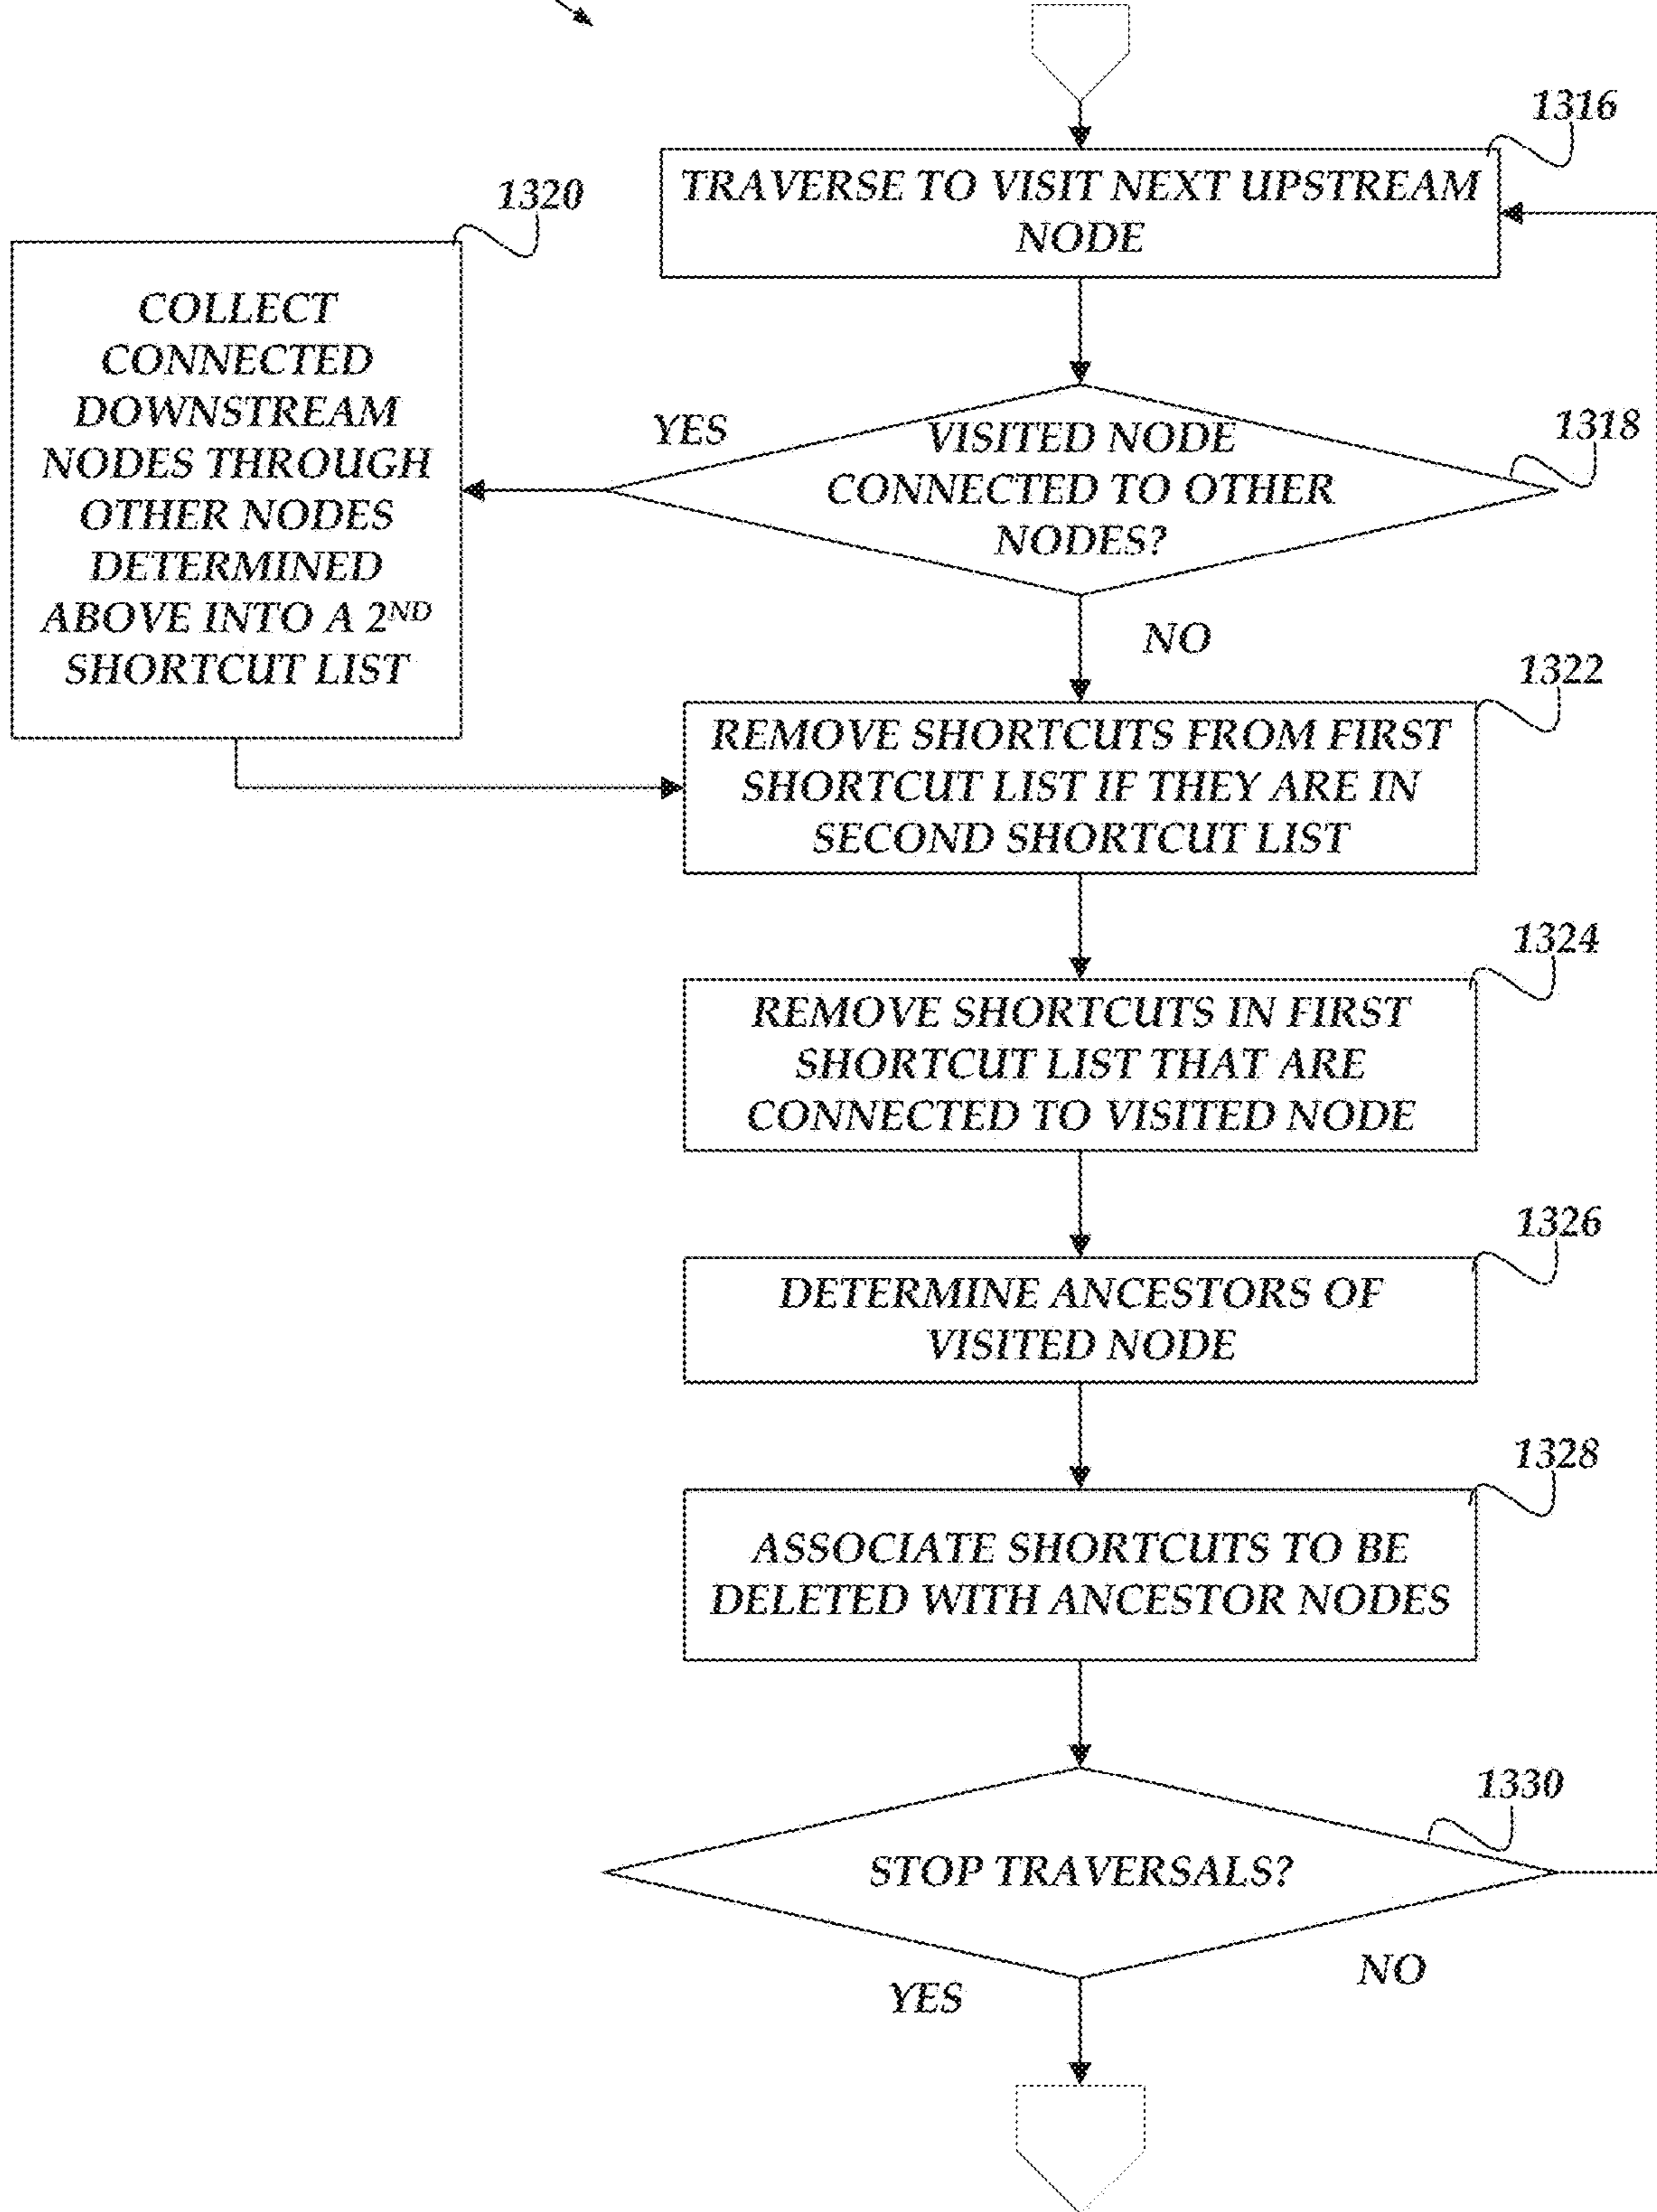 1316
TRAVERSE TO VISIT NEXT UPSTREAM
NODE
1320
COLLECT
CONNECTED
DOWNSTREAM
NODES THROUGH
OTHER NODES
DETERMINED
ABOVE INTO A 2ND
SHORTCUT LIST
YES
1318
VISITED NODE
CONNECTED TO OTHER
NODES?
NO
1322
REMOVE SHORTCUTS FROM FIRST
SHORTCUT LIST IF THEY ARE IN
SECOND SHORTCUT LIST
1324
REMOVE SHORTCUTS IN FIRST
SHORTCUT LIST THAT ARE
CONNECTED TO VISITED NODE
1326
DETERMINE ANCESTORS OF
VISITED NODE
1328
ASSOCIATE SHORTCUTS TO BE
DELETED WITH ANCESTOR NODES
1330
STOP TRAVERSALS?
NO
YES